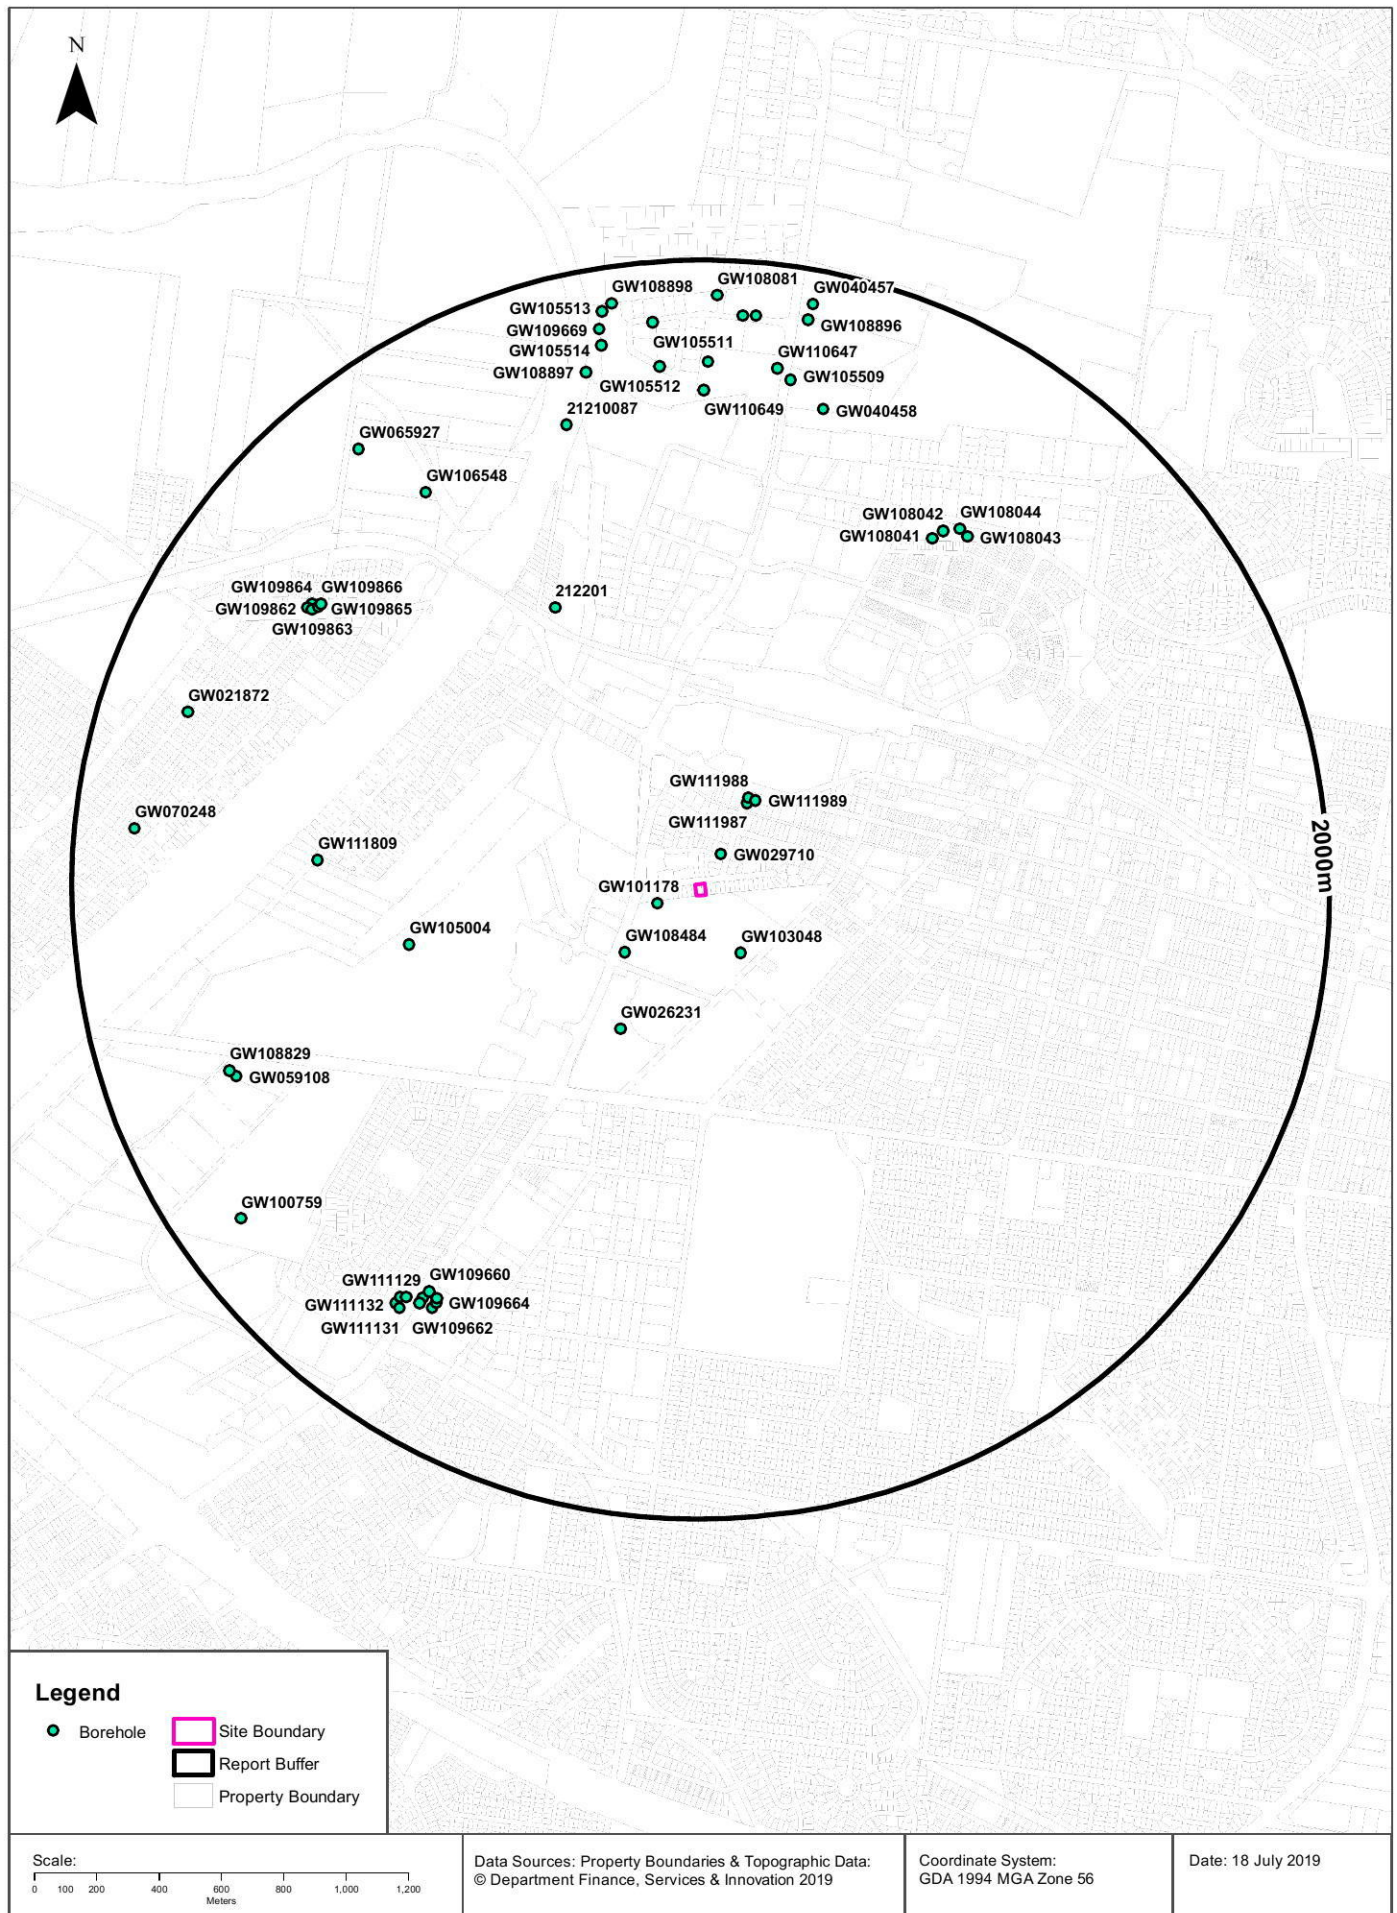 N
GW108081
GW108898
GW040457
GW105513
GW108896
GW109669
GW105511
GW105514
GW110647
GW108897
GW105512
GW105509
GW110649
21210087
GW040458
GW065927
GW106548
GW108042
GW108044
GW108041
GW108043
GW109864
GW109866
212201
GW109862
GW109865
GW109863
GW021872
GW111988
GW111989
GW070248
GW111987
2000m
GW111809
GW029710
GW101178
GW105004
GW108484
GW103048
GW026231
GW108829
GW059108
GW100759
GW109660
GW111129
GW111132
GW109664
GW111131
GW109662
Legend
Borehole
Site Boundary
Report Buffer
Property Boundary
Scale:
0 100 200 400 600 800 1,000 1,200
Meters
Data Sources: Property Boundaries & Topographic Data:
© Department Finance, Services & Innovation 2019
Coordinate System:
GDA 1994 MGA Zone 56
Date: 18 July 2019